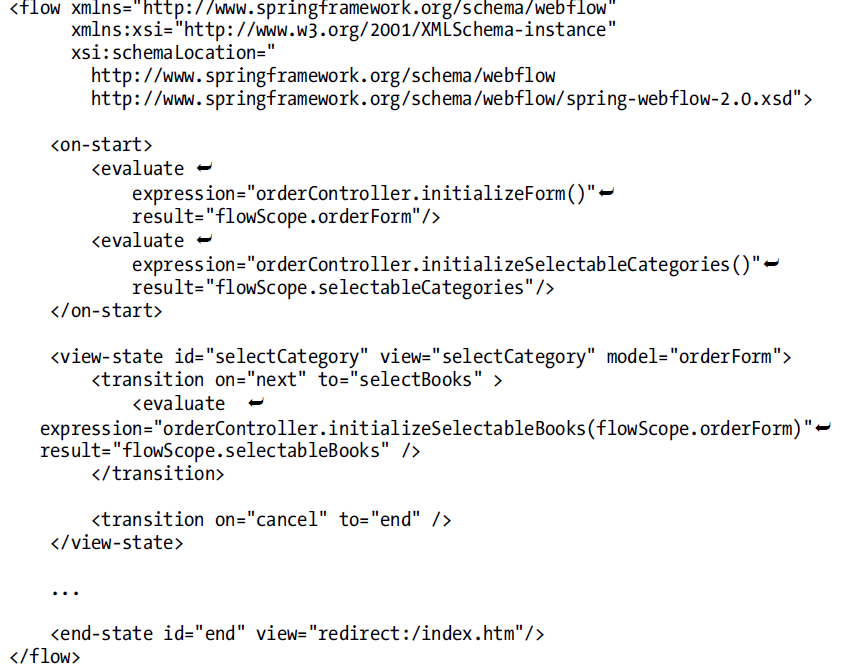 <flow xmlns="http://www.springframework.org/schema/webflow"
xmlns:xsi="http://www.w3.org/2001/XMLSchema-instance"
xsi:schemaLocation="
http://www.springframework.org/schema/webflow
http://www.springframework.org/schema/webflow/spring-webflow-2.0.xsd">
<on-start>
<evaluate ⮨
expression="orderController.initializeForm()"⮨
result="flowScope.orderForm"/>
<evaluate ⮨
expression="orderController.initializeSelectableCategories()"⮨
result="flowScope.selectableCategories"/>
</on-start>
<view-state id="selectCategory" view="selectCategory" model="orderForm">
<transition on="next" to="selectBooks" >
<evaluate ⮨
expression="orderController.initializeSelectableBooks(flowScope.orderForm)"⮨
result="flowScope.selectableBooks" />
</transition>
<transition on="cancel" to="end" />
</view-state>
...
<end-state id="end" view="redirect:/index.htm"/>
</flow>